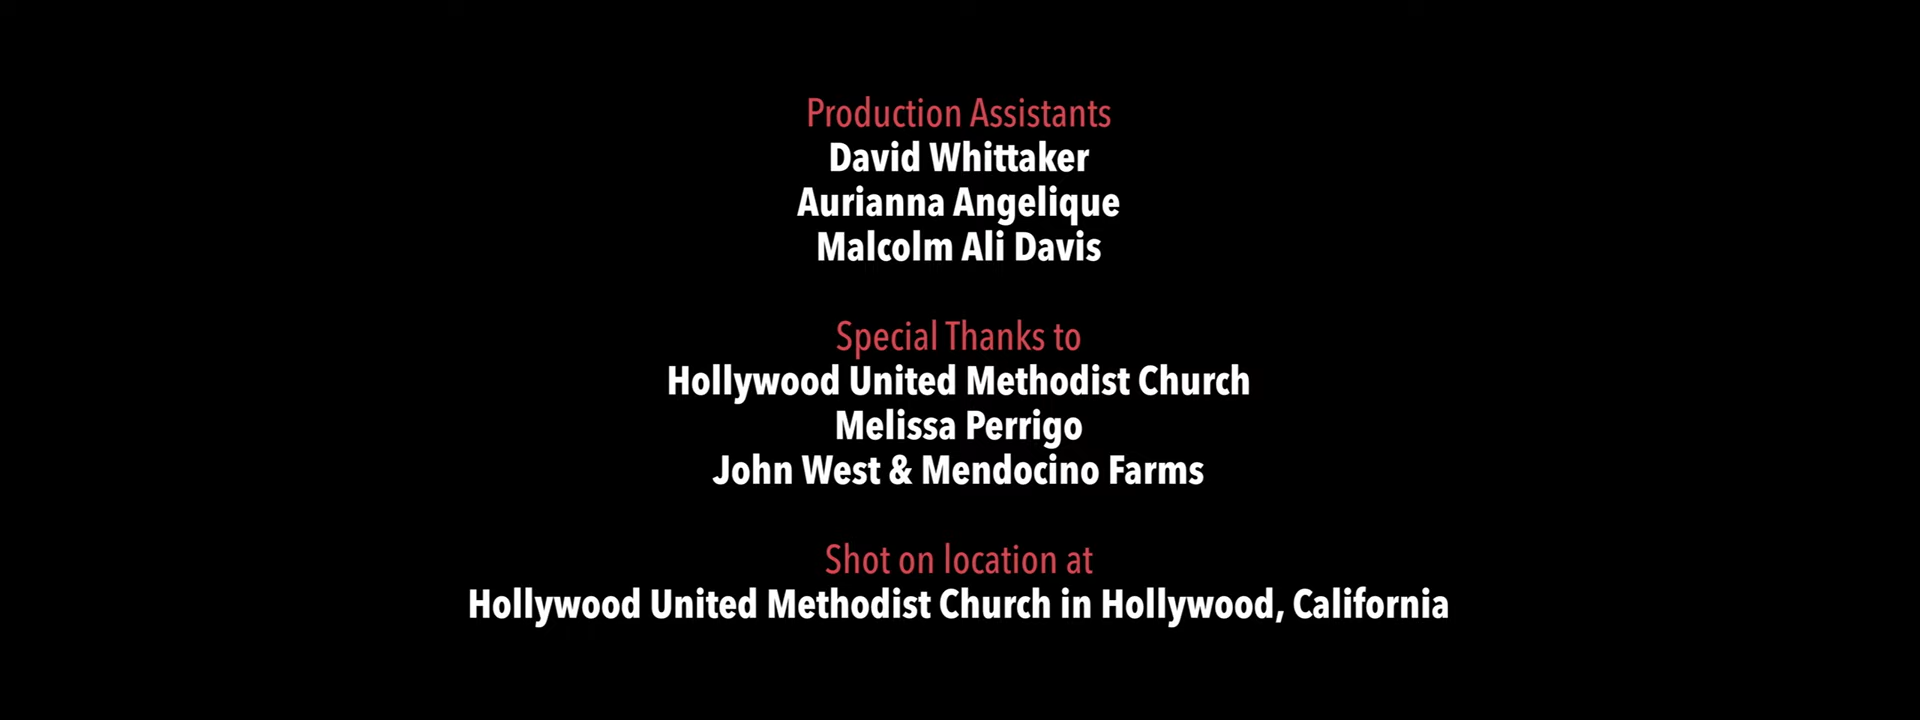 Production Assistants
David Whittaker
Aurianna Angelique
Malcolm Ali Davis
Special Thanks to
Hollywood United Methodist Church
Melissa Perrigo
John West & Mendocino Farms
Shot on location at
Hollywood United Methodist Church in Hollywood, California